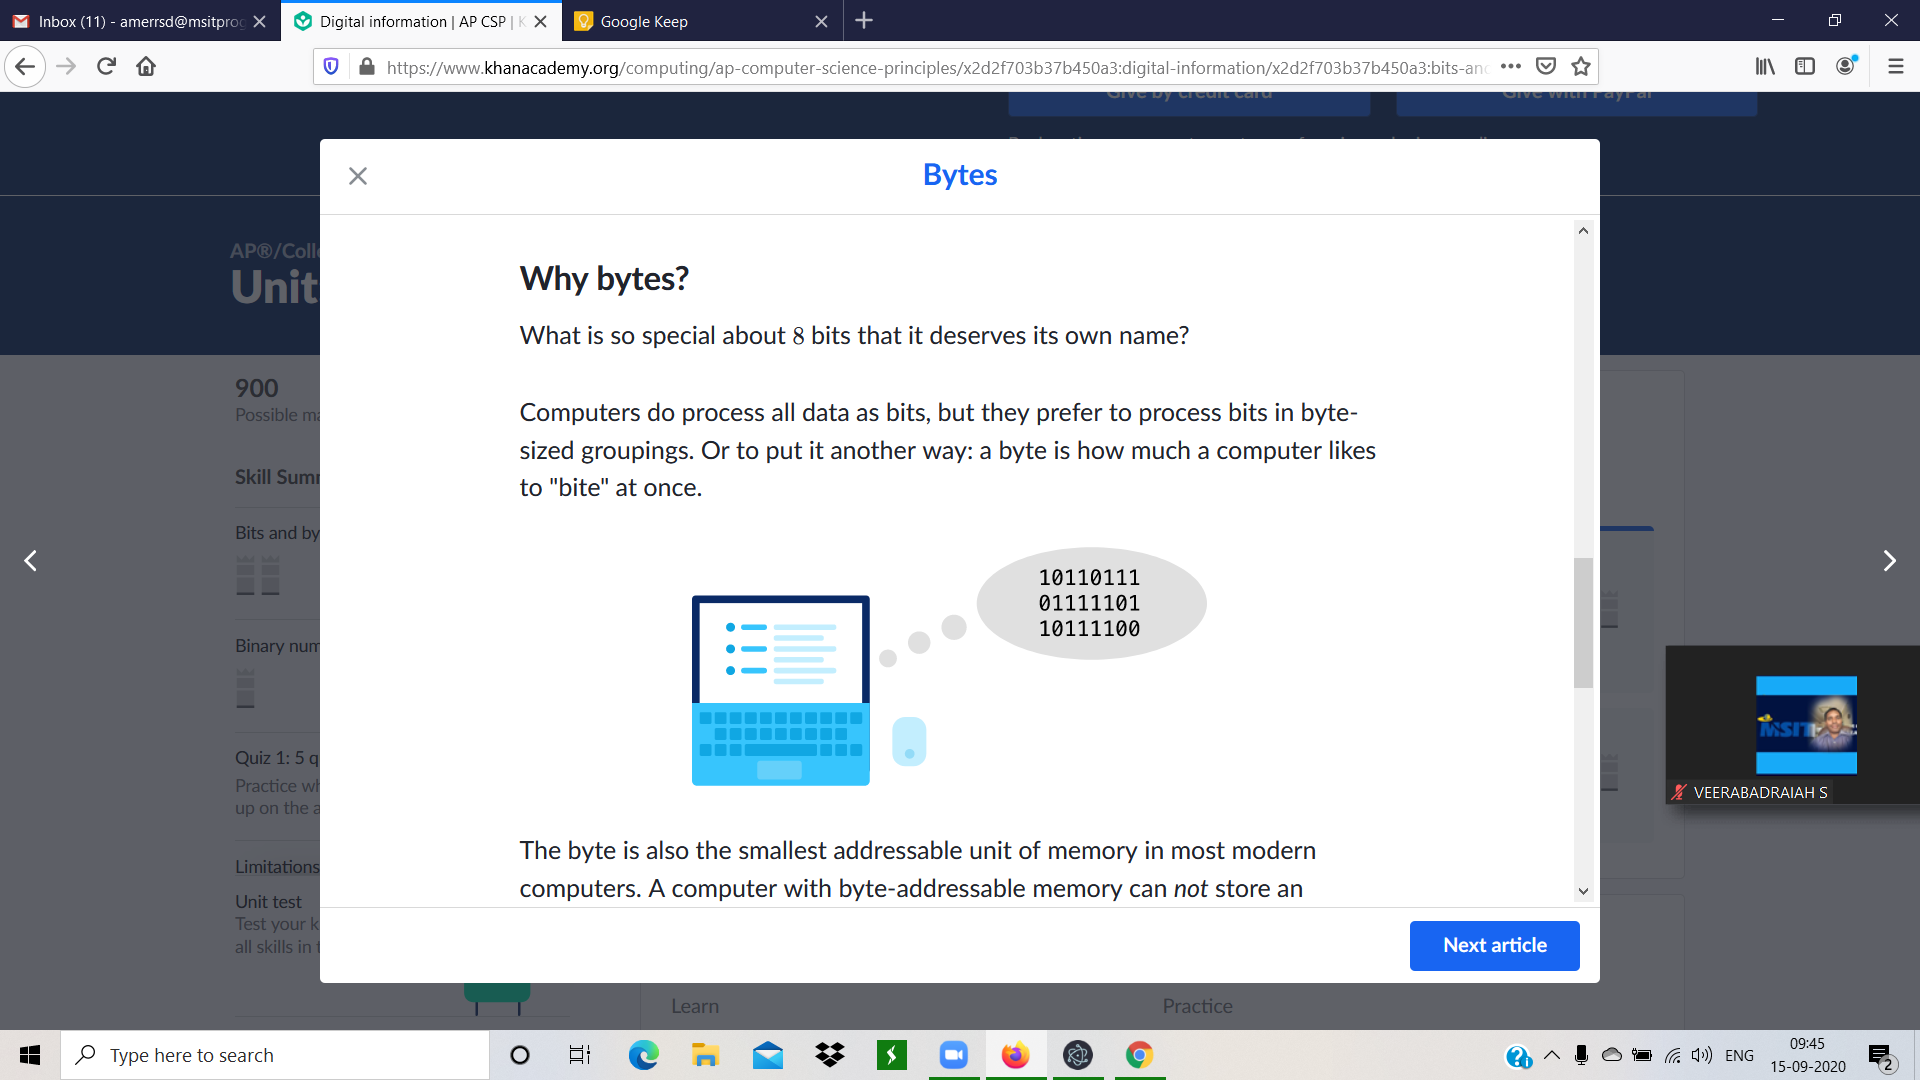 Inbox (11) - amerrsd@msitprog
Digital information | AP CSP | K
Google Keep
https://www.khanacademy.org/computing/ap-computer-science-principles/x2d2f703b37b450a3:digital-information/x2d2f703b37b450a3:bits-and
Give by credit card
Give with PayPal
Bytes
AP®/Colle
Unit
Why bytes?
What is so special about 8 bits that it deserves its own name?
900
Possible ma
Computers do process all data as bits, but they prefer to process bits in byte-
sized groupings. Or to put it another way: a byte is how much a computer likes
to "bite" at once.
Skill Summ
Bits and by
10110111
01111101
10111100
Binary num
Quiz 1: 5 q
Practice wh
up on the a
MSIT
VEERABADRAIAH S
The byte is also the smallest addressable unit of memory in most modern
computers. A computer with byte-addressable memory can not store an
Limitations
Unit test
Test your k
all skills in t
Next article
Learn
Practice
Type here to search
ENG
09:45
15-09-2020
2